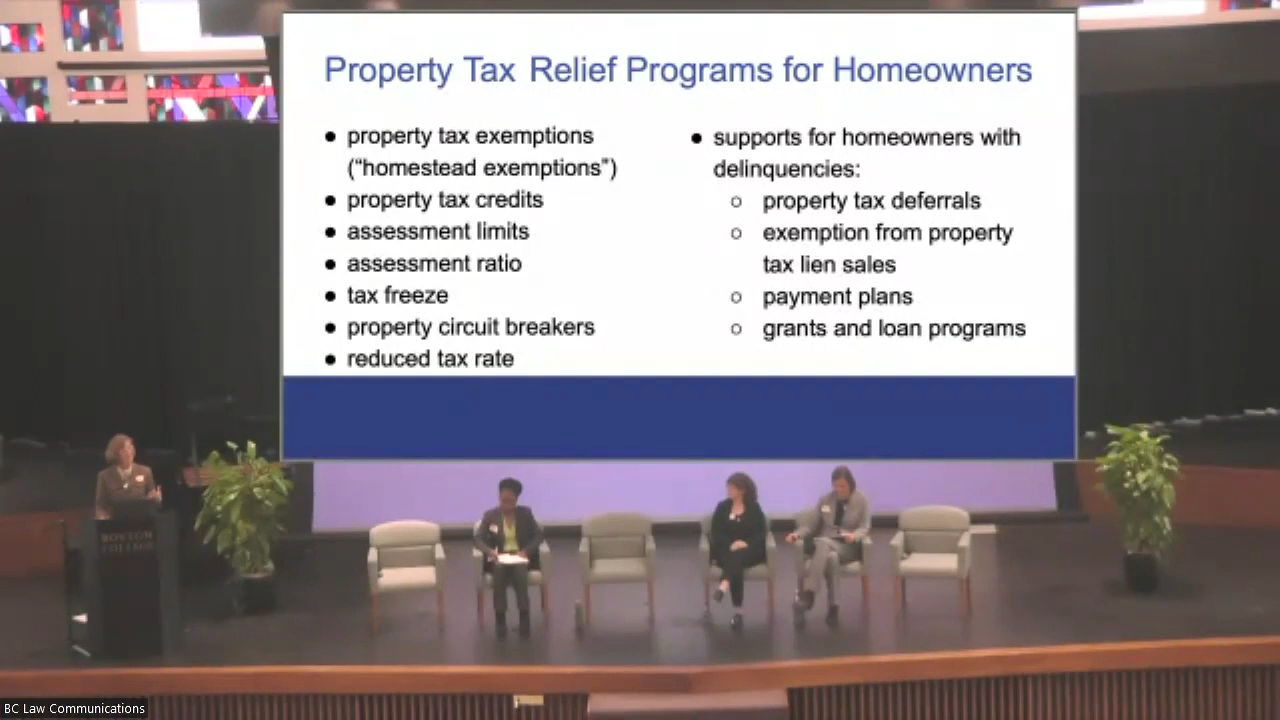 Property Tax Relief Programs for Homeowners
● property tax exemptions
(“homestead exemptions”)
● property tax credits
● assessment limits
● assessment ratio
● tax freeze
● property circuit breakers
● reduced tax rate
● supports for homeowners with
delinquencies:
○ property tax deferrals
○ exemption from property
tax lien sales
○ payment plans
○ grants and loan programs
BOSTON
COLLEGE
BC Law Communications